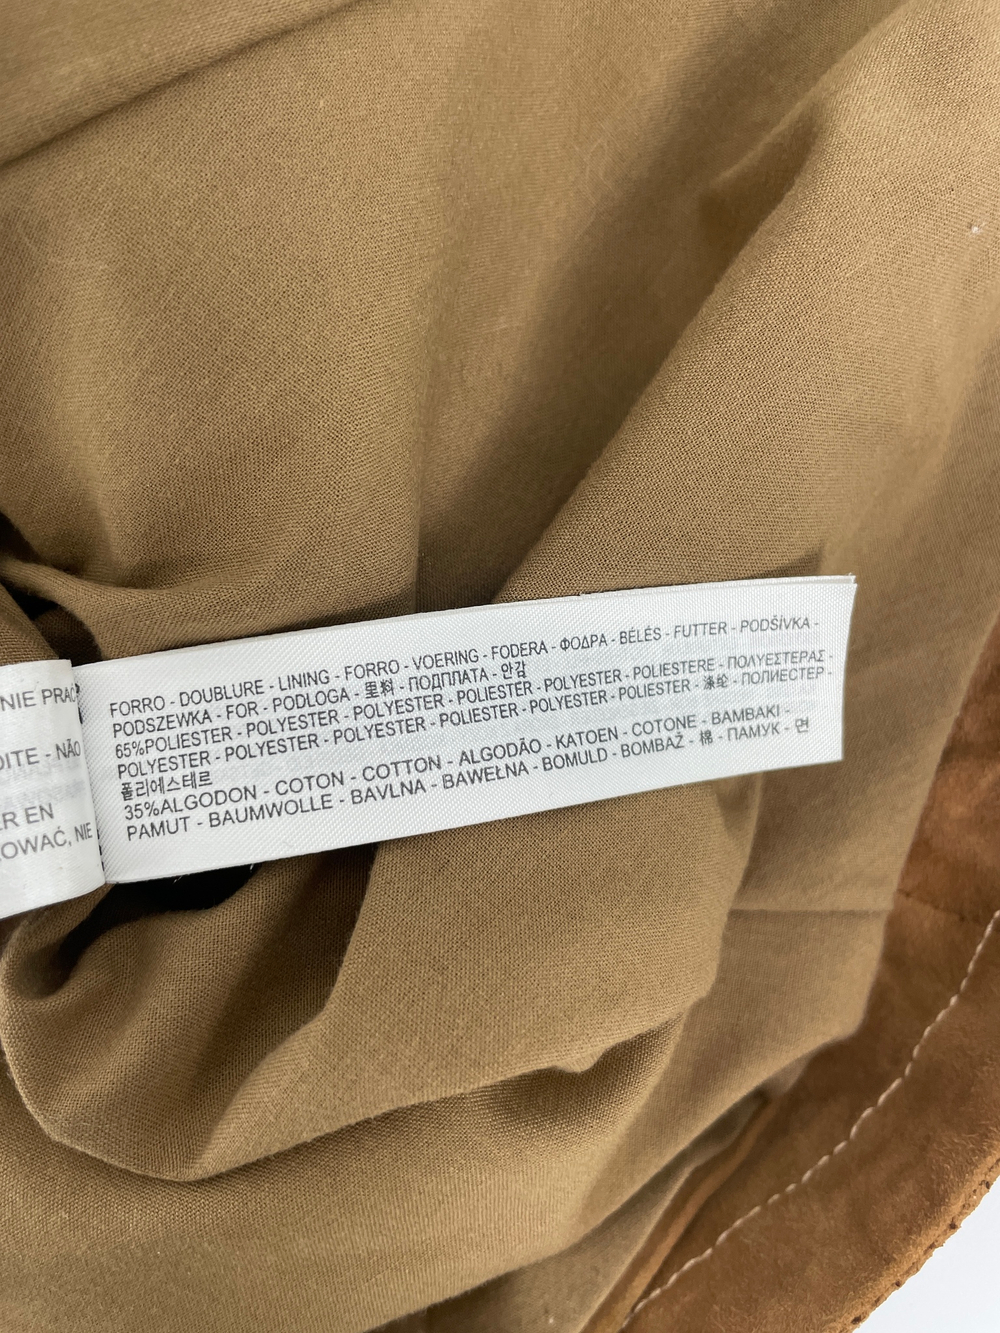 NIE PRAC
DITE - NÃO
ER EN
OWAĆ, NIE
FORRO - DOUBLURE - LINING - FORRO - VOERING - FODERA - ΦΟΔΡΑ - BÉLÉS - FUTTER - PODŠÍVKA -
PODSZEWKA - FOR - PODLOGA - 里料 - ПОДПЛАТА - 안감
65%POLIESTER - POLYESTER - POLYESTER - POLIESTER - POLYESTER - POLIESTERE - ΠΟΛΥΕΣΤΕΡΑΣ -
POLYESTER - POLYESTER - POLYESTER - POLIESTER - POLYESTER - POLIESTER - 涤纶 - ПОЛИЕСТЕР -
폴리에스테르
35%ALGODON - COTON - COTTON - ALGODÃO - KATOEN - COTONE - BAMBAKI -
PAMUT - BAUMWOLLE - BAVLNA - BAWEŁNA - BOMULD - BOMBAŽ - 棉 - ПАМУК - 면